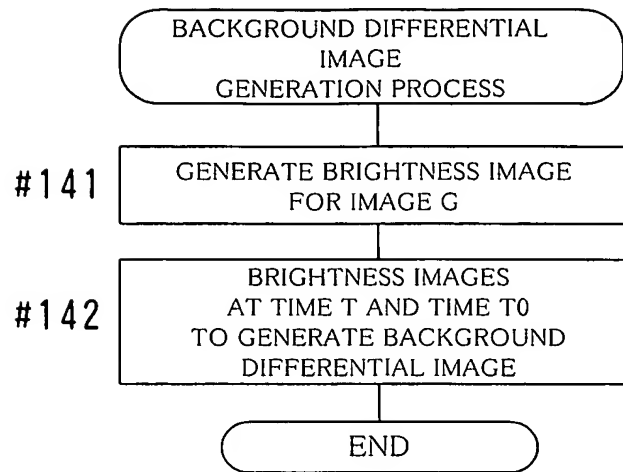 BACKGROUND DIFFERENTIAL
IMAGE
GENERATION PROCESS
#141
GENERATE BRIGHTNESS IMAGE
FOR IMAGE G
#142
BRIGHTNESS IMAGES
AT TIME T AND TIME T0
TO GENERATE BACKGROUND
DIFFERENTIAL IMAGE
END